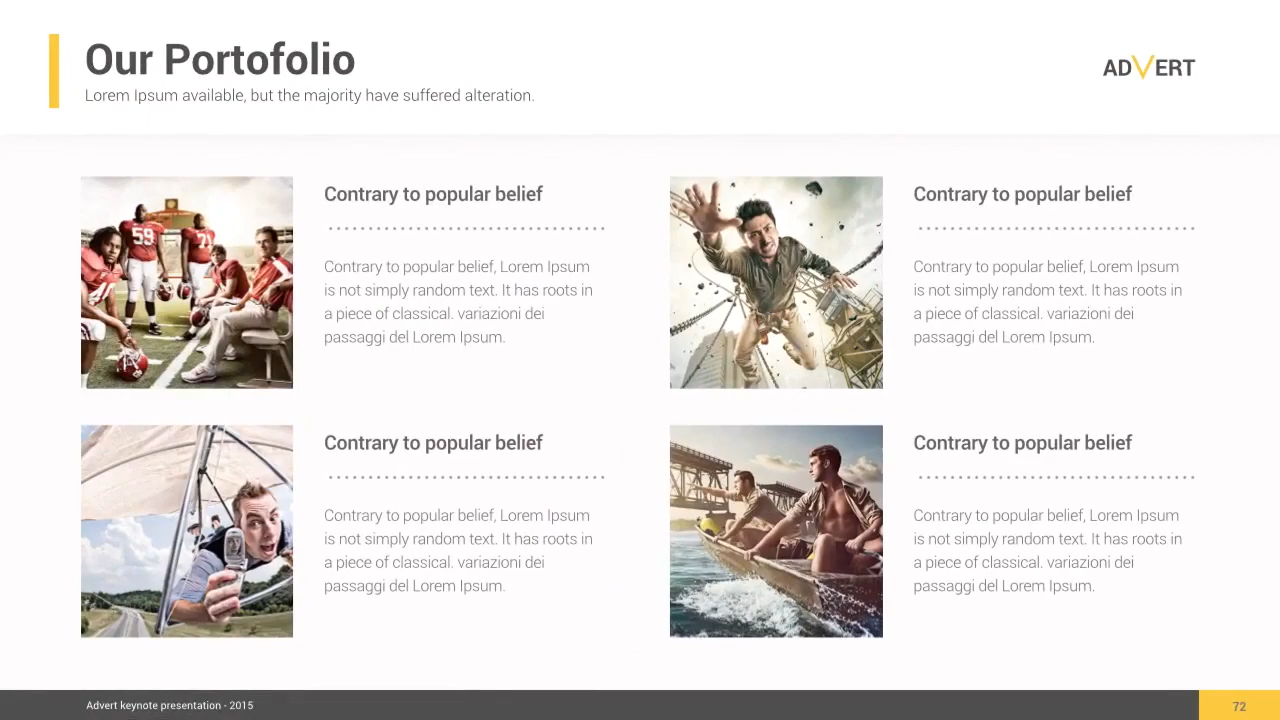 Our Portofolio
Lorem Ipsum available, but the majority have suffered alteration.
ADVERT
59
71
Contrary to popular belief
Contrary to popular belief, Lorem Ipsum
is not simply random text. It has roots in
a piece of classical. variazioni dei
passaggi del Lorem Ipsum.
Contrary to popular belief
Contrary to popular belief, Lorem Ipsum
is not simply random text. It has roots in
a piece of classical. variazioni dei
passaggi del Lorem Ipsum.
Contrary to popular belief
Contrary to popular belief, Lorem Ipsum
is not simply random text. It has roots in
a piece of classical. variazioni dei
passaggi del Lorem Ipsum.
Contrary to popular belief
Contrary to popular belief, Lorem Ipsum
is not simply random text. It has roots in
a piece of classical. variazioni dei
passaggi del Lorem Ipsum.
Advert keynote presentation - 2015
72